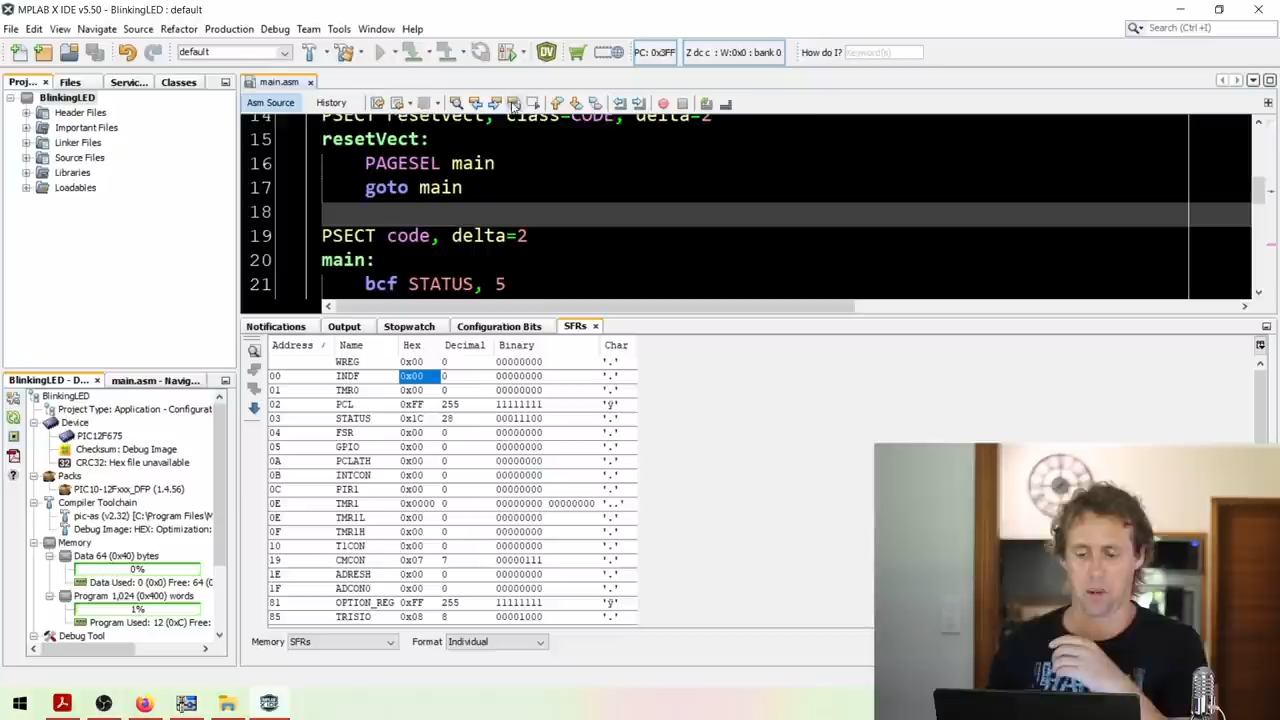 MPLAB X IDE v5.50 - BlinkingLED : default
File Edit View Navigate Source Refactor Production Debug Team Tools Window Help
Search (Ctrl+I)
default
PC: 0x3FF
Z dc c : W:0x0 : bank 0
How do I?
Keyword(s)
Proj...
Files
Servic...
Classes
main.asm
BlinkingLED
Header Files
Important Files
Linker Files
Source Files
Libraries
Loadables
Asm Source
History
14 PSECT resetVect, class=CODE, delta=2
15 resetVect:
16 PAGESEL main
17 goto main
18
19 PSECT code, delta=2
20 main:
21 bcf STATUS, 5
Notifications Output Stopwatch Configuration Bits SFRs
Address / Name Hex Decimal Binary Char
WREG 0x00 0 00000000 '.'
00 INDF 0x00 0 00000000 '.'
01 TMR0 0x00 0 00000000 '.'
02 PCL 0xFF 255 11111111 'ÿ'
03 STATUS 0x1C 28 00011100 '.'
04 FSR 0x00 0 00000000 '.'
05 GPIO 0x00 0 00000000 '.'
0A PCLATH 0x00 0 00000000 '.'
0B INTCON 0x00 0 00000000 '.'
0C PIR1 0x00 0 00000000 '.'
0E TMR1 0x0000 0 00000000 00000000 '..'
0E TMR1L 0x00 0 00000000 '.'
0F TMR1H 0x00 0 00000000 '.'
10 T1CON 0x00 0 00000000 '.'
19 CMCON 0x07 7 00000111 '.'
1E ADRESH 0x00 0 00000000 '.'
1F ADCON0 0x00 0 00000000 '.'
81 OPTION_REG 0xFF 255 11111111 'ÿ'
85 TRISIO 0x08 8 00001000 '.'
Memory SFRs
Format Individual
BlinkingLED - D...
main.asm - Navig...
BlinkingLED
Project Type: Application - Configurat
Device
PIC12F675
Checksum: Debug Image
CRC32: Hex file unavailable
Packs
PIC10-12Fxxx_DFP (1.4.56)
Compiler Toolchain
pic-as (v2.32) [C:\Program Files\M
Debug Image: HEX: Optimization:
Memory
Data 64 (0x40) bytes
0%
Data Used: 0 (0x0) Free: 64 (0
Program 1,024 (0x400) words
1%
Program Used: 12 (0xC) Free:
Debug Tool